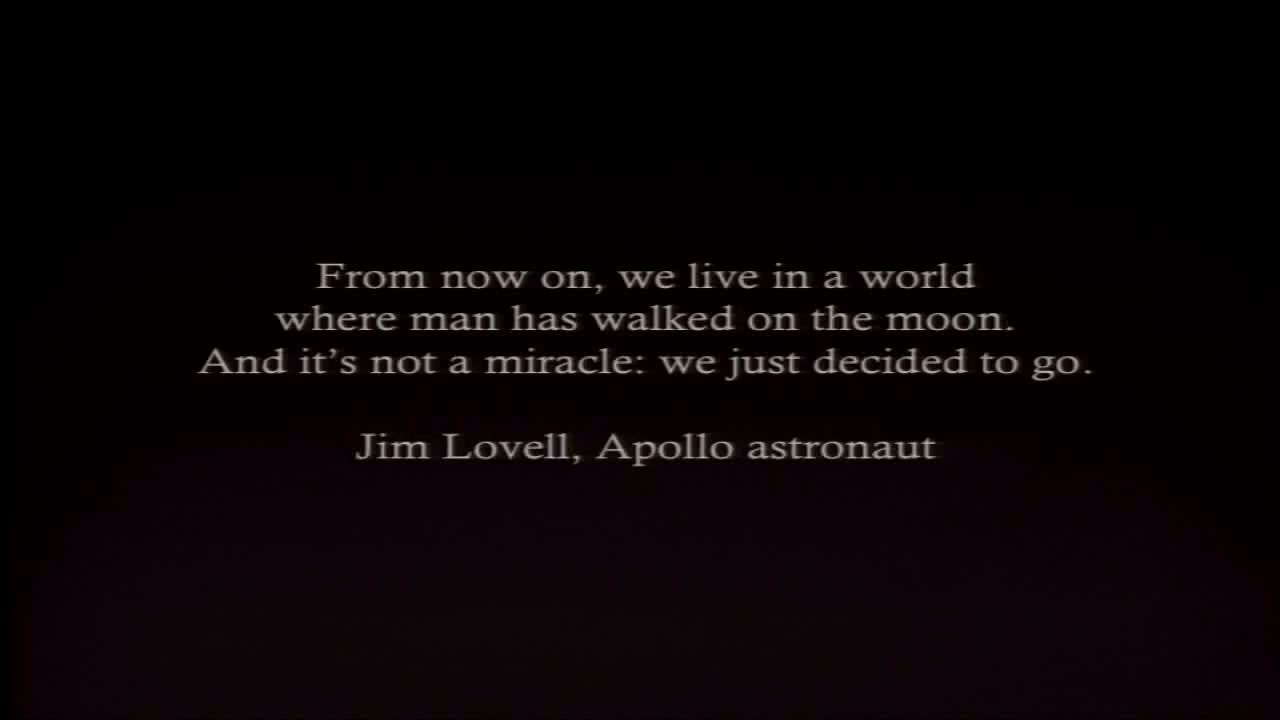 From now on, we live in a world
where man has walked on the moon.
And it's not a miracle: we just decided to go.
Jim Lovell, Apollo astronaut